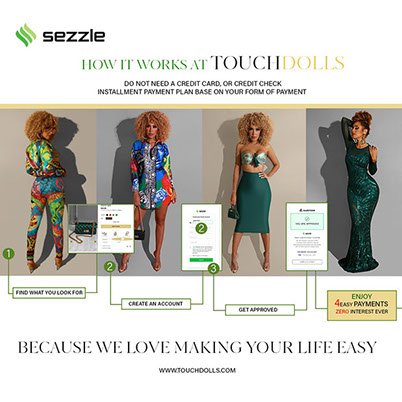 sezzle
HOW IT WORKS AT TOUCHDOLLS
DO NOT NEED A CREDIT CARD, OR CREDIT CHECK
INSTALLMENT PAYMENT PLAN BASE ON YOUR FORM OF PAYMENT
1
FIND WHAT YOU LOOK FOR
2
2
CREATE AN ACCOUNT
3
GET APPROVED
ENJOY
4EASY PAYMENTS
ZERO INTEREST EVER
BECAUSE WE LOVE MAKING YOUR LIFE EASY
WWW.TOUCHDOLLS.COM